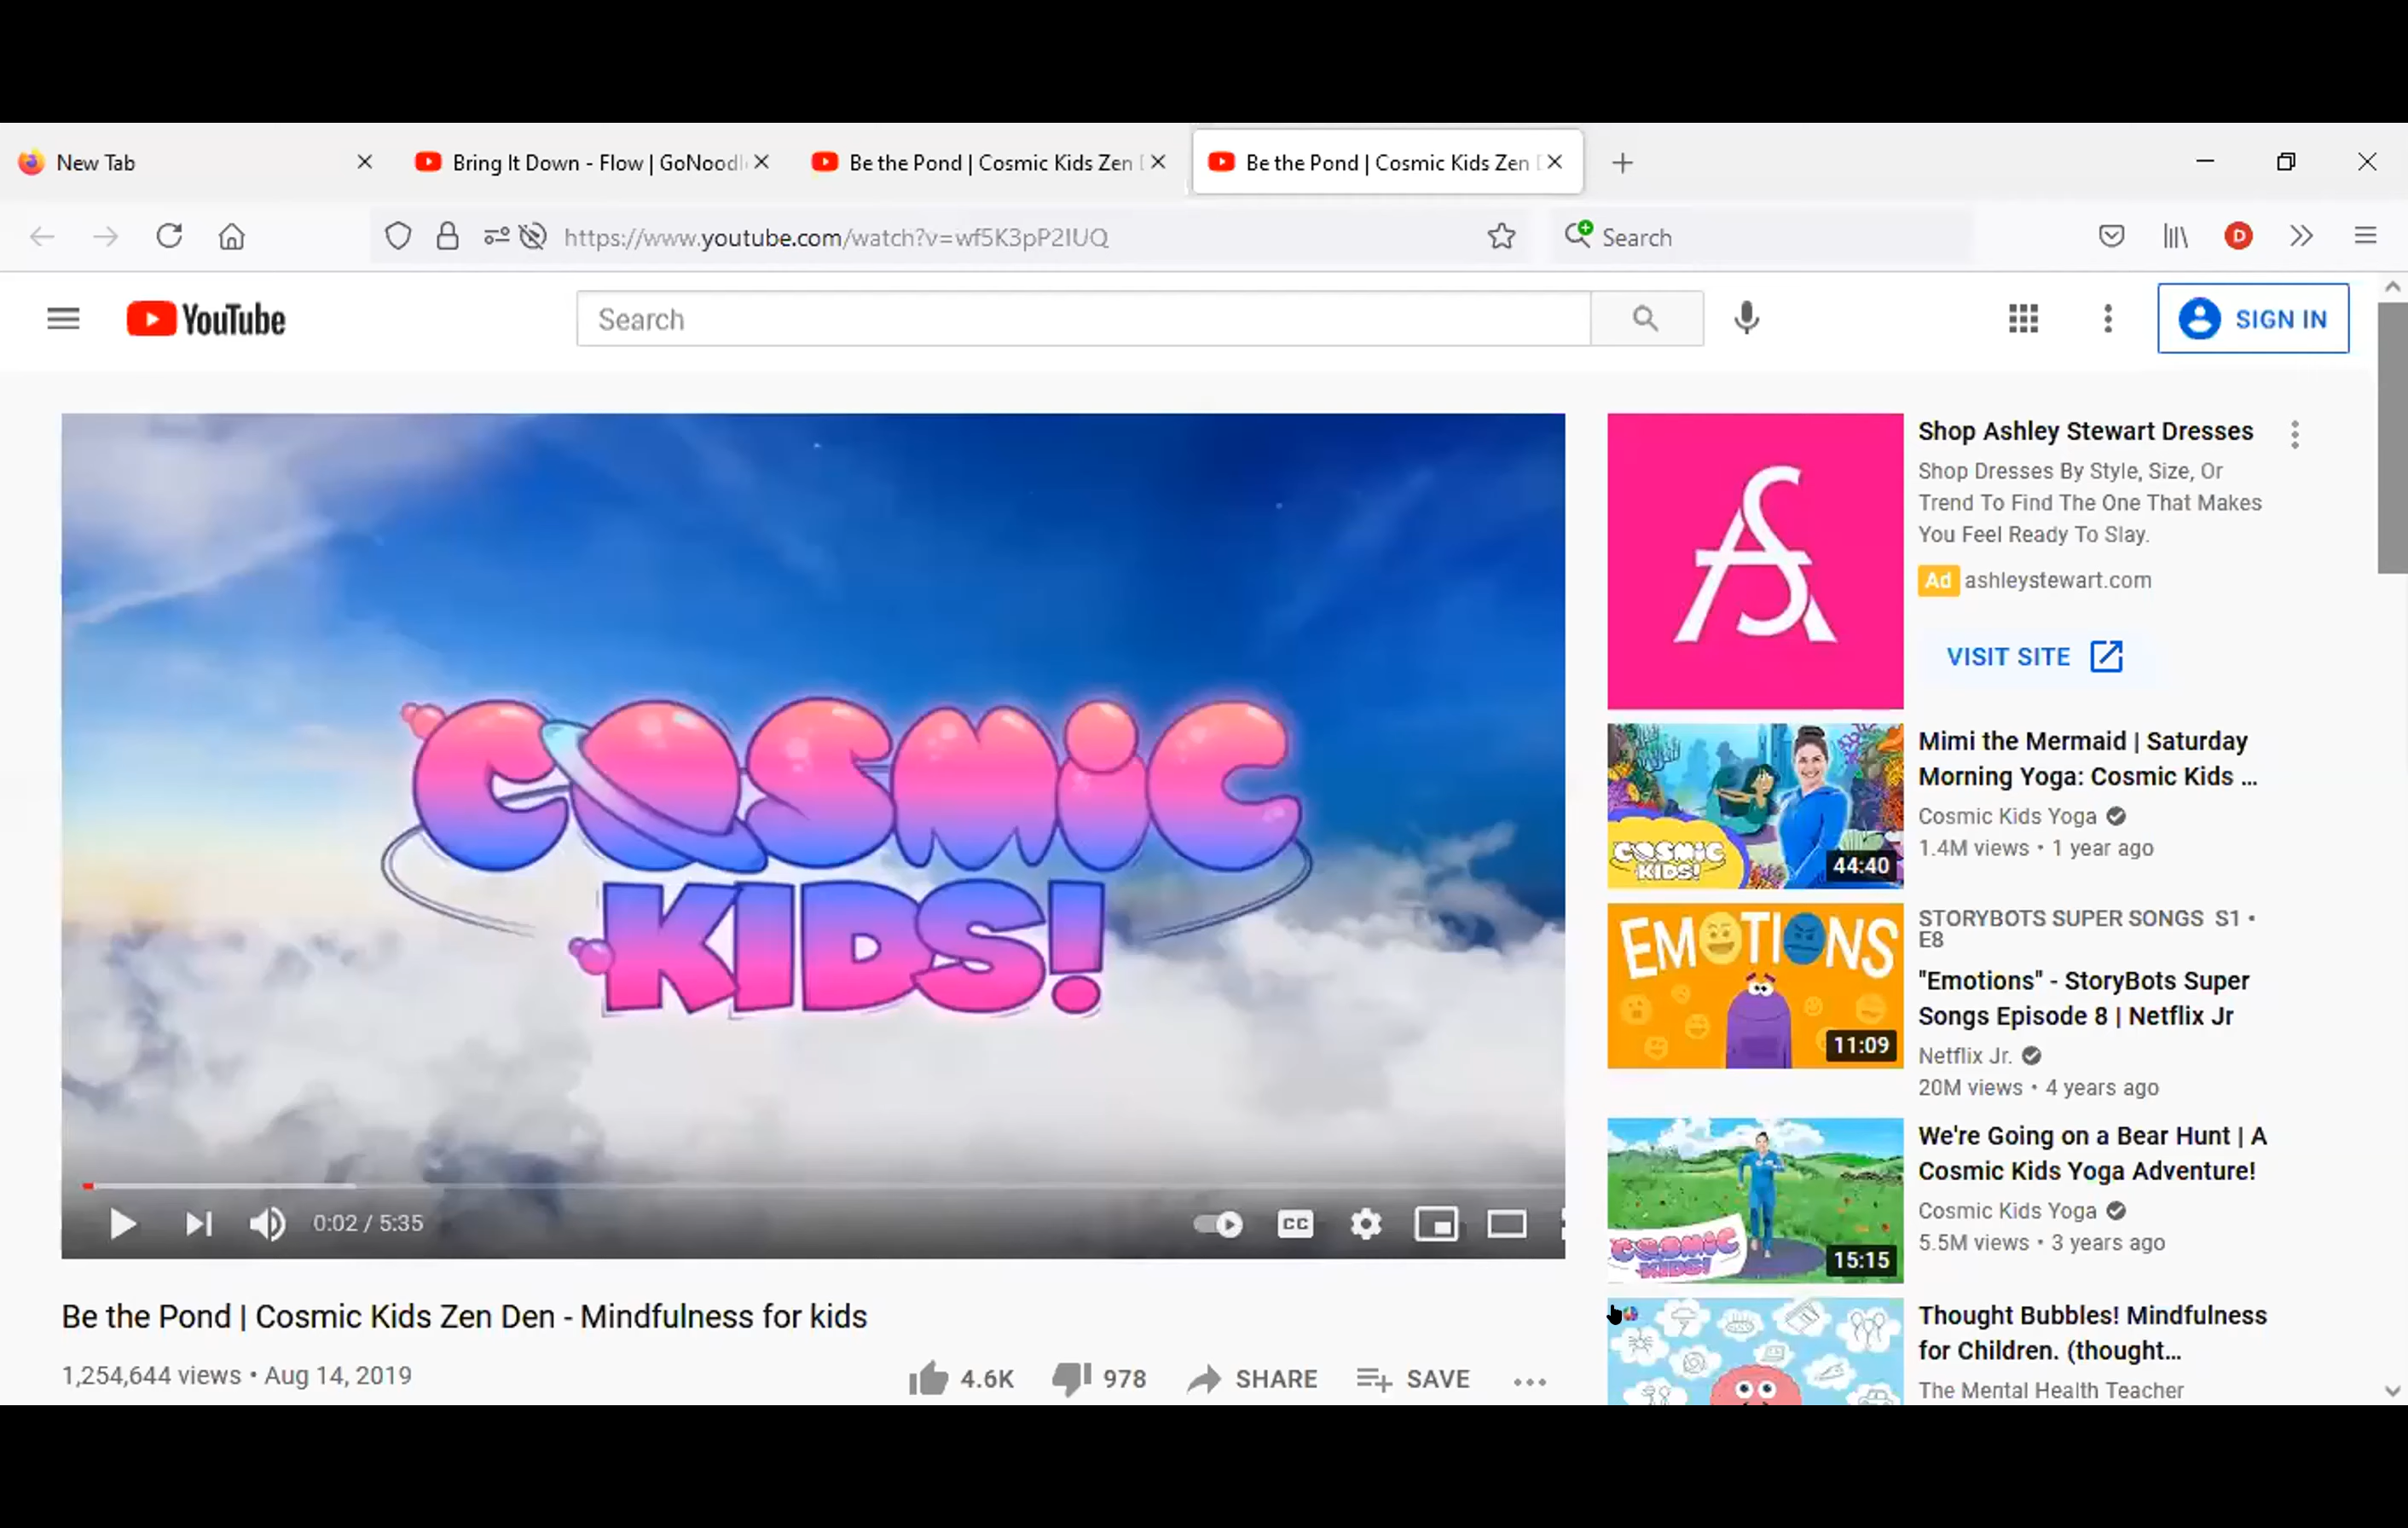 New Tab
Bring It Down - Flow | GoNoodl
Be the Pond | Cosmic Kids Zen
Be the Pond | Cosmic Kids Zen
https://www.youtube.com/watch?v=wf5K3pP2IUQ
Search
D
YouTube
Search
SIGN IN
COSMIC
KIDS!
0:02 / 5:35
CC
Be the Pond | Cosmic Kids Zen Den - Mindfulness for kids
1,254,644 views • Aug 14, 2019
4.6K
978
SHARE
SAVE
Shop Ashley Stewart Dresses
Shop Dresses By Style, Size, Or
Trend To Find The One That Makes
You Feel Ready To Slay.
Ad ashleystewart.com
VISIT SITE
COSMIC
KIDS!
44:40
Mimi the Mermaid | Saturday
Morning Yoga: Cosmic Kids ...
Cosmic Kids Yoga
1.4M views • 1 year ago
EMOTIONS
11:09
STORYBOTS SUPER SONGS S1 •
E8
"Emotions" - StoryBots Super
Songs Episode 8 | Netflix Jr
Netflix Jr.
20M views • 4 years ago
COSMIC
KIDS!
15:15
We're Going on a Bear Hunt | A
Cosmic Kids Yoga Adventure!
Cosmic Kids Yoga
5.5M views • 3 years ago
Thought Bubbles! Mindfulness
for Children. (thought...
The Mental Health Teacher